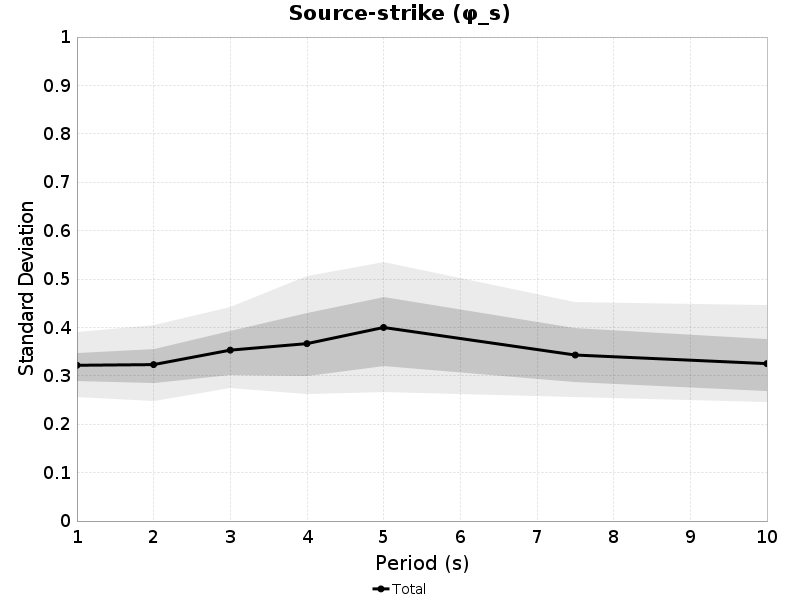 Source-strike (φ_s)
1
0.9
0.8
0.7
0.6
0.5
0.4
0.3
0.2
0.1
0
Standard Deviation
1 2 3 4 5 6 7 8 9 10
Period (s)
Total